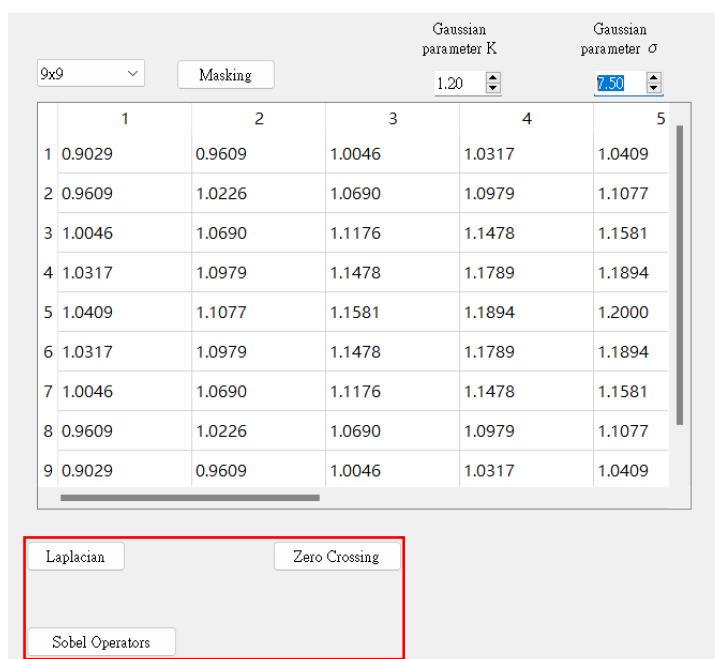 Gaussian parameter K
Gaussian parameter σ
9x9 Masking 1.20 7.50
1 2 3 4 5
1 0.9029 0.9609 1.0046 1.0317 1.0409
2 0.9609 1.0226 1.0690 1.0979 1.1077
3 1.0046 1.0690 1.1176 1.1478 1.1581
4 1.0317 1.0979 1.1478 1.1789 1.1894
5 1.0409 1.1077 1.1581 1.1894 1.2000
6 1.0317 1.0979 1.1478 1.1789 1.1894
7 1.0046 1.0690 1.1176 1.1478 1.1581
8 0.9609 1.0226 1.0690 1.0979 1.1077
9 0.9029 0.9609 1.0046 1.0317 1.0409
Laplacian Zero Crossing
Sobel Operators